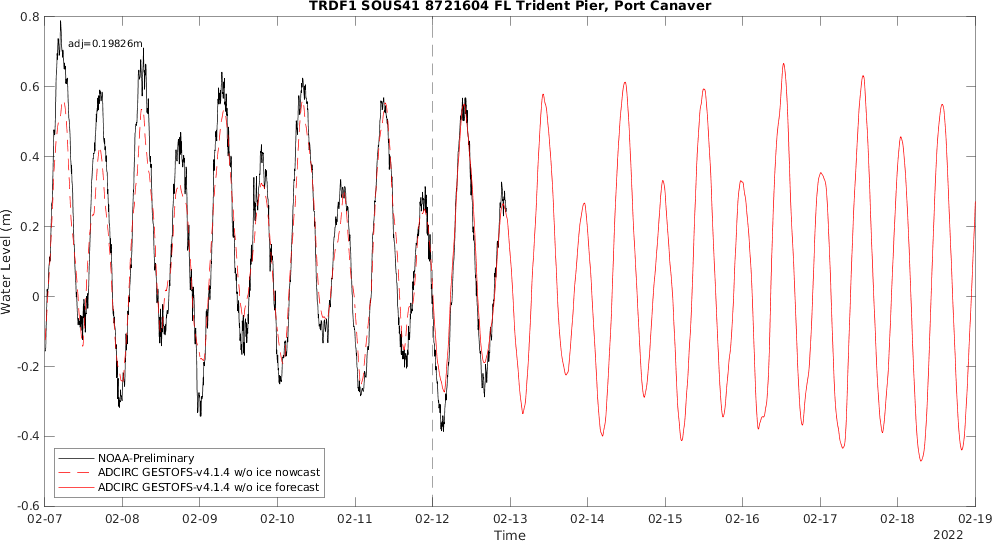 TRDF1 SOUS41 8721604 FL Trident Pier, Port Canaver
adj=0.19826m
Water Level (m)
0.8
0.6
0.4
0.2
0
-0.2
-0.4
-0.6
NOAA-Preliminary
ADCIRC GESTOFS-v4.1.4 w/o ice nowcast
ADCIRC GESTOFS-v4.1.4 w/o ice forecast
02-07 02-08 02-09 02-10 02-11 02-12 02-13 02-14 02-15 02-16 02-17 02-18 02-19
Time
2022